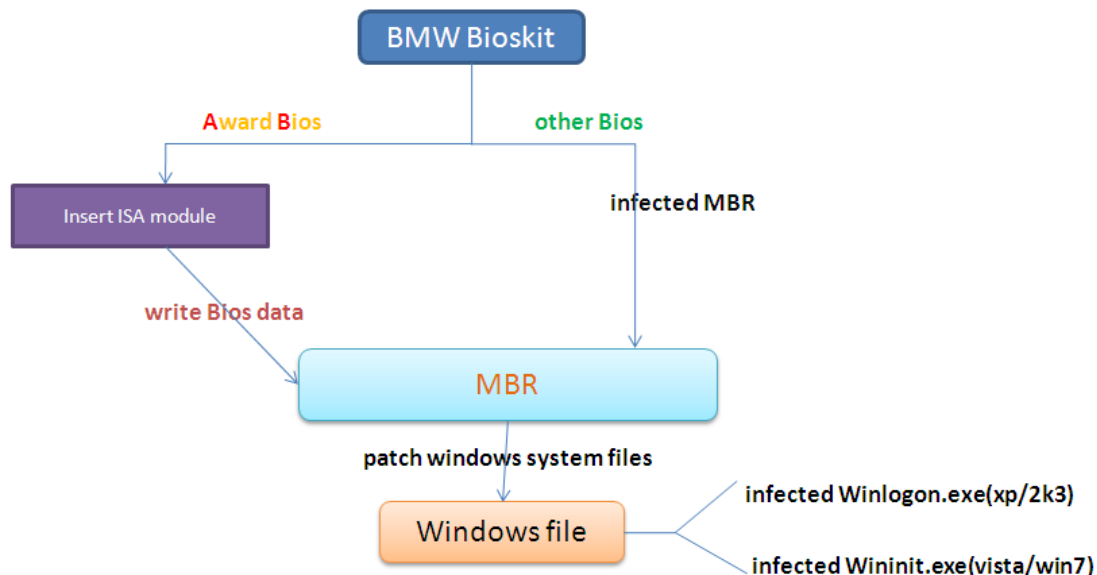 BMW Bioskit
Award Bios
other Bios
Insert ISA module
infected MBR
write Bios data
MBR
patch windows system files
infected Winlogon.exe(xp/2k3)
Windows file
infected Wininit.exe(vista/win7)